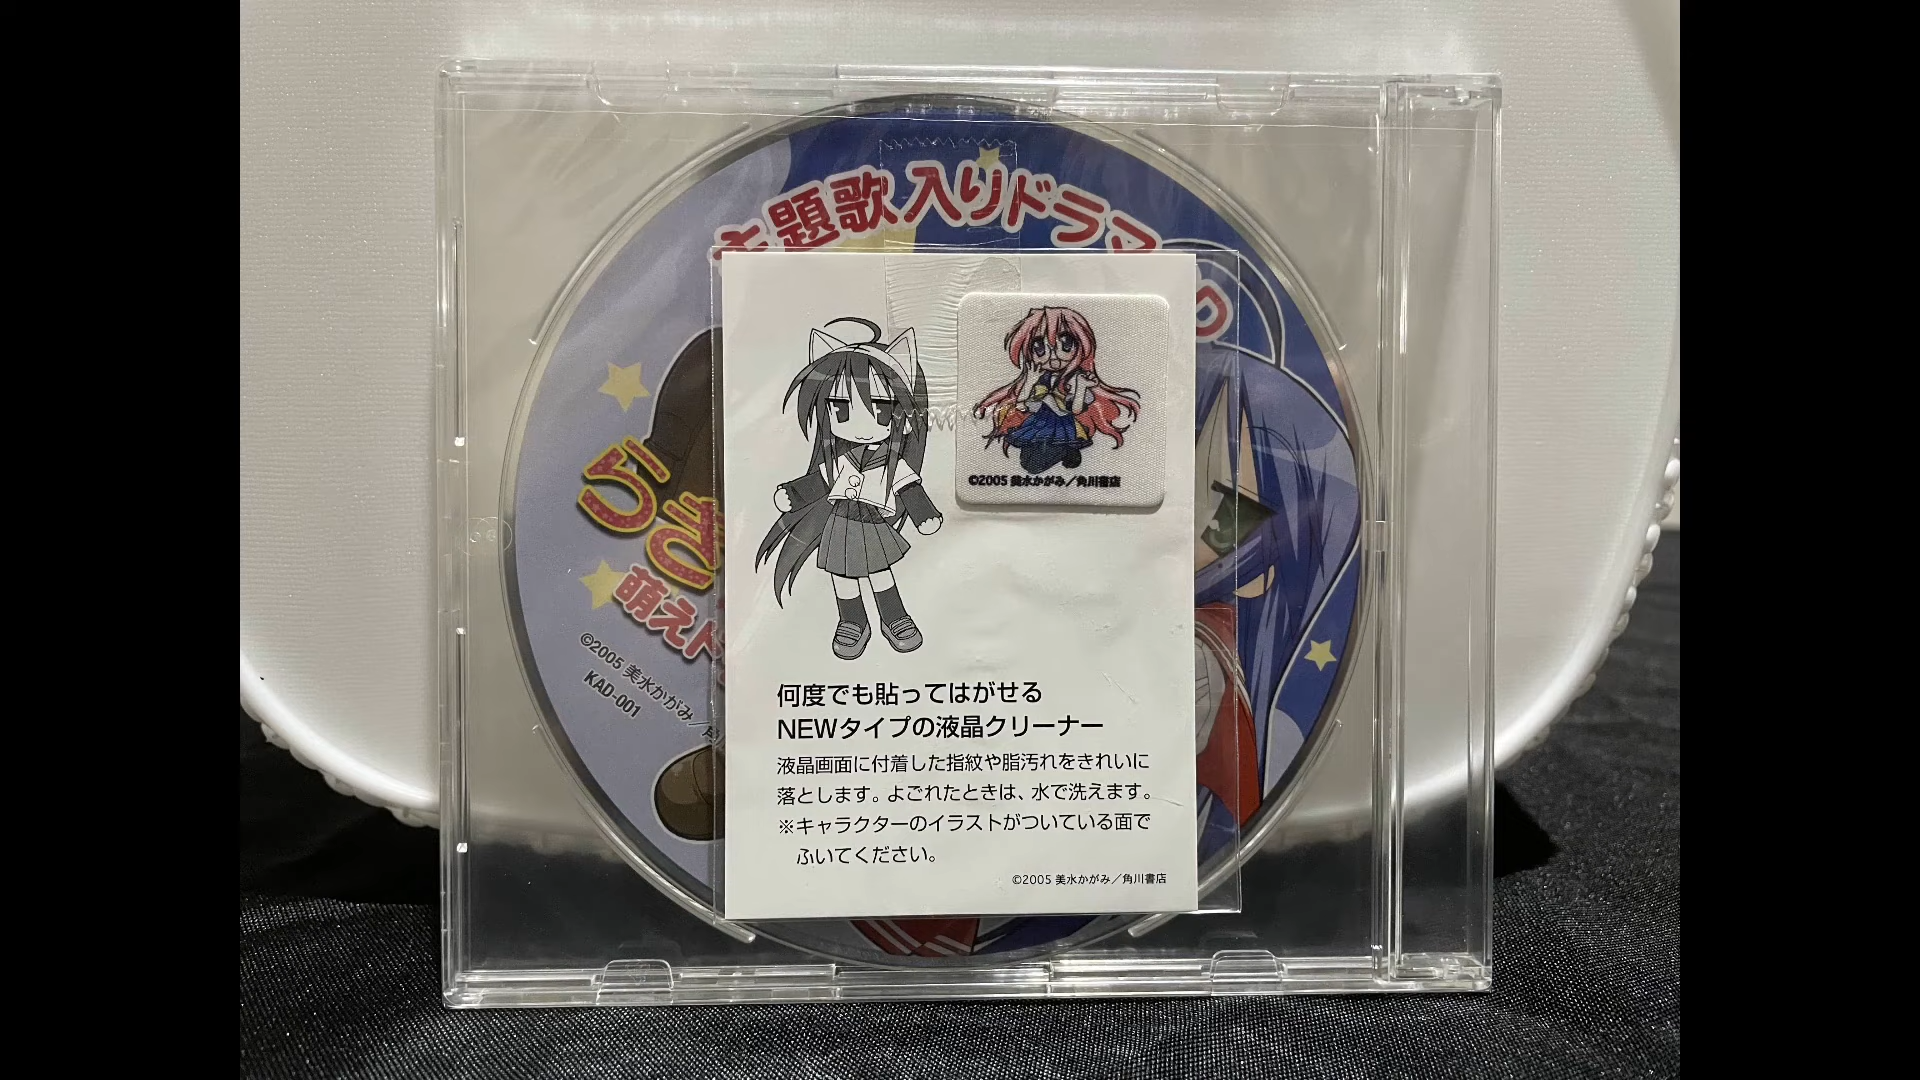 題歌入りドラマ
らき
萌えド
©2005 美水かがみ／角
KAD-001
©2005 美水かがみ／角川書店
何度でも貼ってはがせる
NEWタイプの液晶クリーナー
液晶画面に付着した指紋や脂汚れをきれいに
落とします。よごれたときは、水で洗えます。
※キャラクターのイラストがついている面で
ふいてください。
©2005 美水かがみ／角川書店